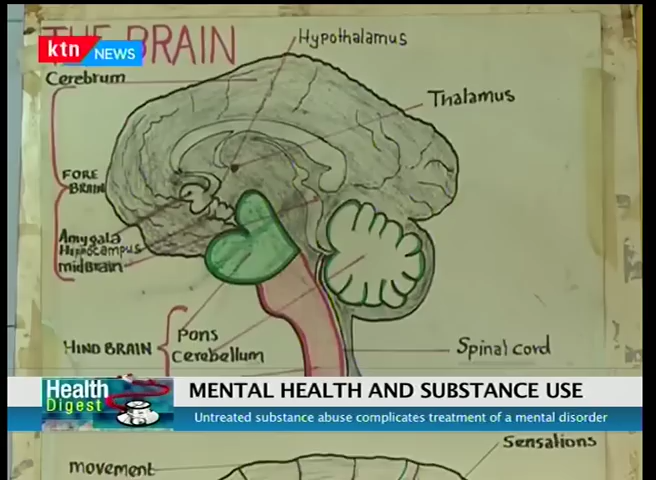 THE BRAIN
ktn NEWS
Hypothalamus
Cerebrum
Thalamus
FORE
BRAIN
Amygala
Hippocampus
midbrain
HIND BRAIN
Pons
Cerebellum
Spinal cord
Health
Digest
MENTAL HEALTH AND SUBSTANCE USE
Untreated substance abuse complicates treatment of a mental disorder
Sensations
movement